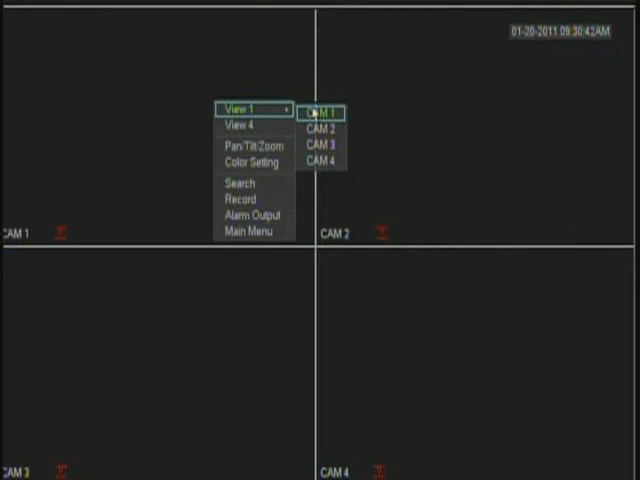 01-20-2011 09:30:42AM
View 1
View 4
Pan/Tilt/Zoom
Color Setting
Search
Record
Alarm Output
Main Menu
CAM 1
CAM 2
CAM 3
CAM 4
CAM 1
CAM 2
CAM 3
CAM 4